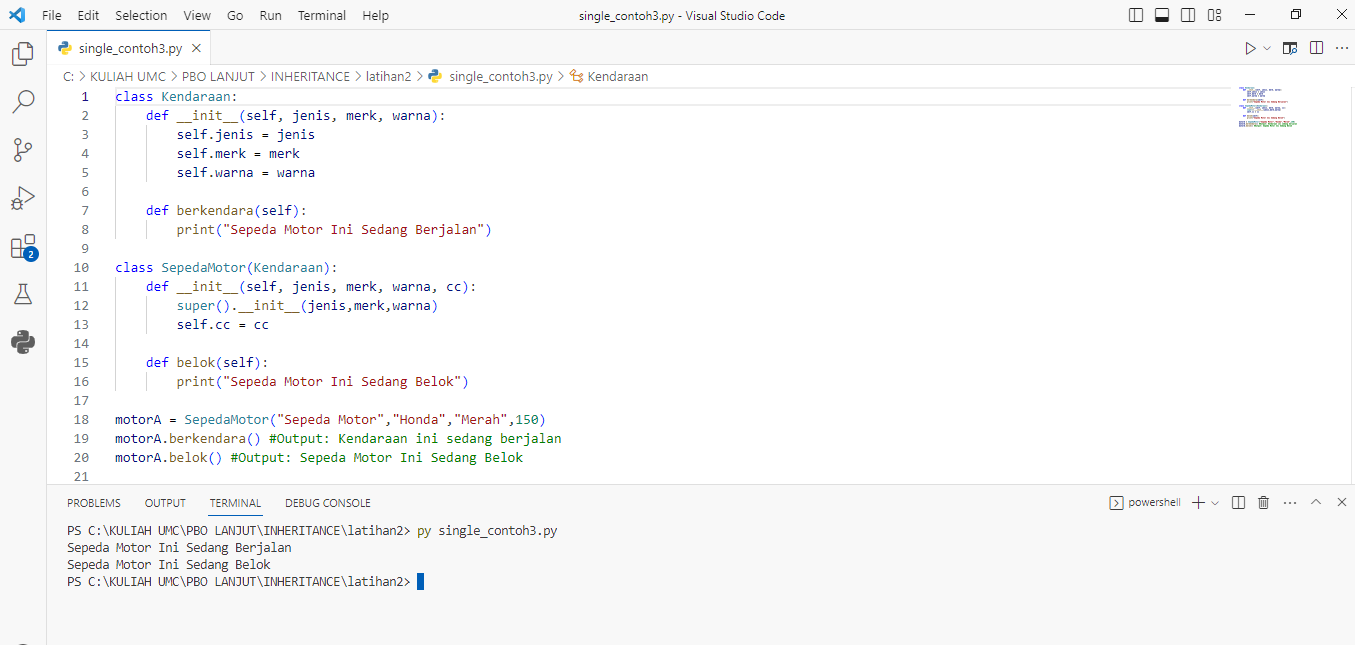 File Edit Selection View Go Run Terminal Help single_contoh3.py - Visual Studio Code
single_contoh3.py
C: > KULIAH UMC > PBO LANJUT > INHERITANCE > latihan2 > single_contoh3.py > Kendaraan
1 class Kendaraan:
2     def __init__(self, jenis, merk, warna):
3         self.jenis = jenis
4         self.merk = merk
5         self.warna = warna
6
7     def berkendara(self):
8         print("Sepeda Motor Ini Sedang Berjalan")
9
10 class SepedaMotor(Kendaraan):
11     def __init__(self, jenis, merk, warna, cc):
12         super().__init__(jenis,merk,warna)
13         self.cc = cc
14
15     def belok(self):
16         print("Sepeda Motor Ini Sedang Belok")
17
18 motorA = SepedaMotor("Sepeda Motor","Honda","Merah",150)
19 motorA.berkendara() #Output: Kendaraan ini sedang berjalan
20 motorA.belok() #Output: Sepeda Motor Ini Sedang Belok
21
2
PROBLEMS OUTPUT TERMINAL DEBUG CONSOLE powershell
PS C:\KULIAH UMC\PBO LANJUT\INHERITANCE\latihan2> py single_contoh3.py
Sepeda Motor Ini Sedang Berjalan
Sepeda Motor Ini Sedang Belok
PS C:\KULIAH UMC\PBO LANJUT\INHERITANCE\latihan2>